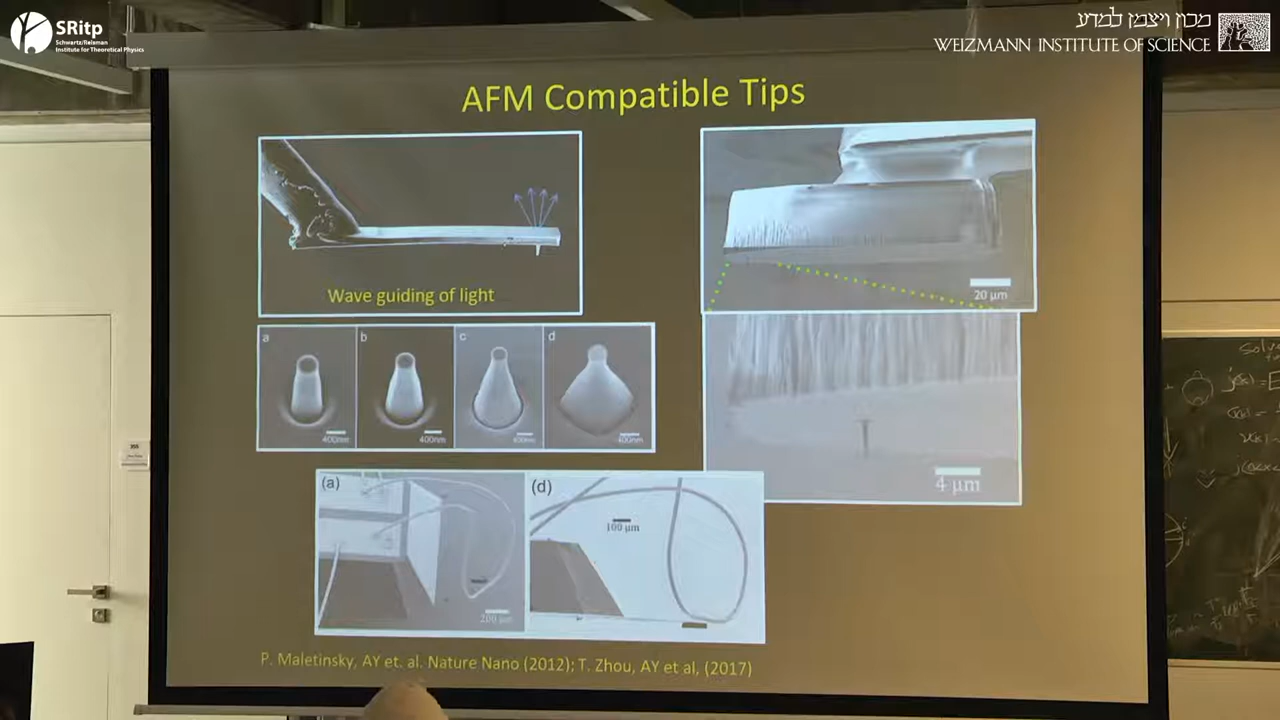 SRitp
Schwartz/Reisman
Institute for Theoretical Physics
מכון ויצמן למדע
WEIZMANN INSTITUTE OF SCIENCE
AFM Compatible Tips
Wave guiding of light
20 µm
a
b
c
d
400nm
400nm
400nm
400nm
4 µm
(a)
(d)
100 µm
200 µm
P. Maletinsky, AY et. al. Nature Nano (2012); T. Zhou, AY et al, (2017)